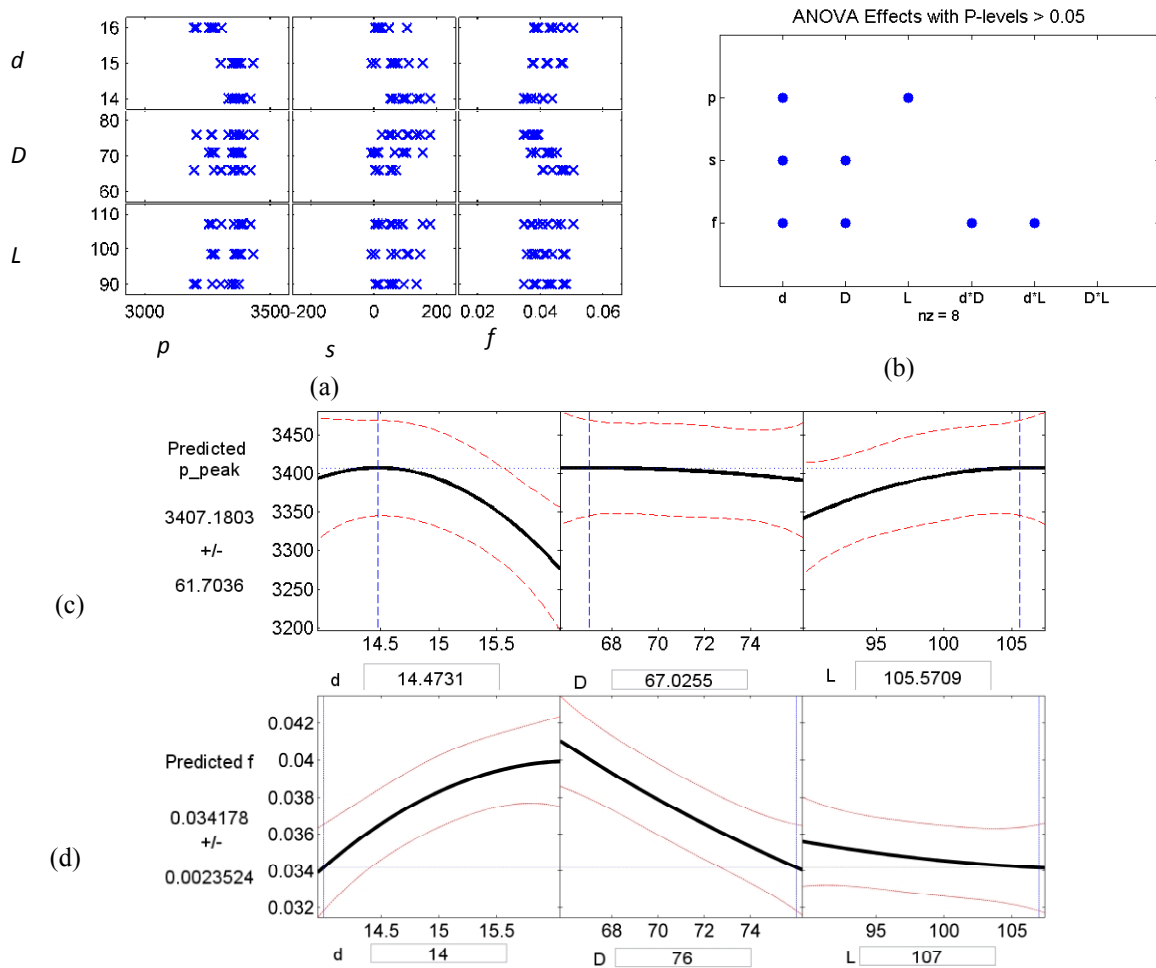 16
d
15
14
80
D
70
60
110
L
100
90
3000
3500
-200
0
200
0.02
0.04
0.06
p
s
f
(a)
ANOVA Effects with P-levels > 0.05
p
s
f
d
D
L
d*D
d*L
D*L
nz = 8
(b)
Predicted
p_peak
3407.1803
+/-
61.7036
3450
3400
3350
3300
3250
3200
(c)
14.5
15
15.5
68
70
72
74
95
100
105
d
14.4731
D
67.0255
L
105.5709
Predicted f
0.034178
+/-
0.0023524
0.042
0.04
0.038
0.036
0.034
0.032
(d)
14.5
15
15.5
68
70
72
74
95
100
105
d
14
D
76
L
107